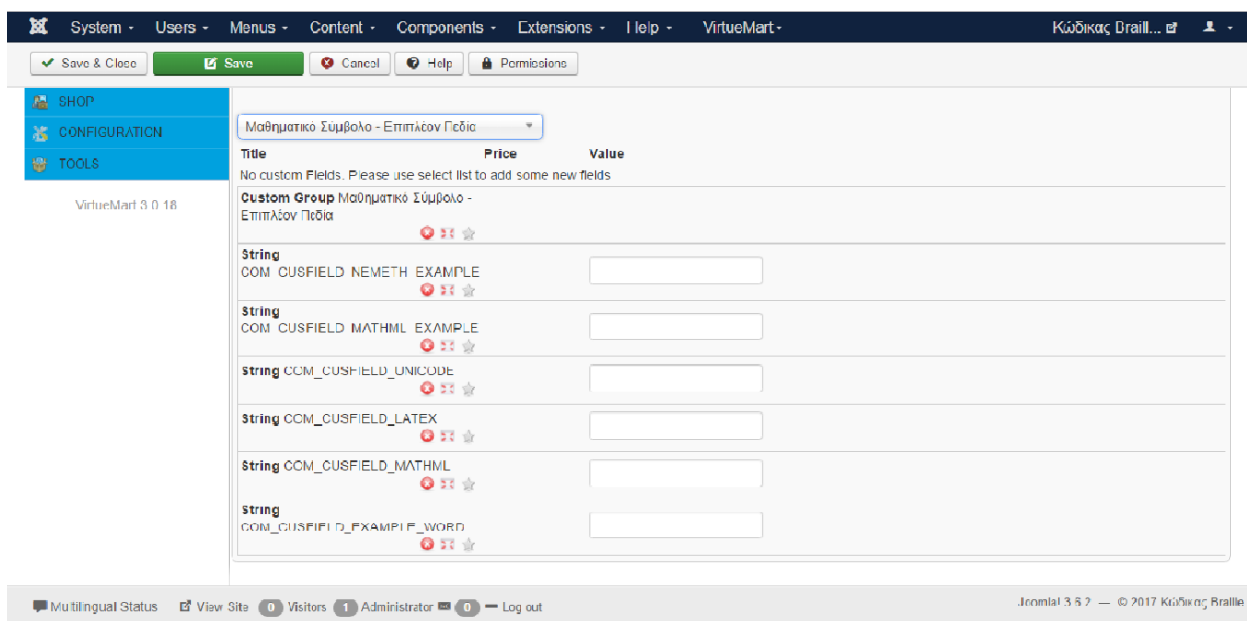 System Users Menus Content Components Extensions Help VirtueMart Κώδικας Braill...
Save & Close Save Cancel Help Permissions
SHOP
CONFIGURATION
TOOLS
VirtueMart 3.0.18
Μαθηματικό Σύμβολο - Επιπλέον Πεδία
Title Price Value
No custom Fields. Please use select list to add some new fields
Custom Group Μαθηματικό Σύμβολο -
Επιπλέον Πεδία
String
COM_CUSFIELD_NEMETH_EXAMPLE
String
COM_CUSFIELD_MATHML_EXAMPLE
String COM_CUSFIELD_UNICODE
String COM_CUSFIELD_LATEX
String COM_CUSFIELD_MATHML
String
COM_CUSFIELD_EXAMPLE_WORD
Multilingual Status View Site 0 Visitors 1 Administrator 0 Log out Joomla! 3.6.2 — © 2017 Κώδικας Braille